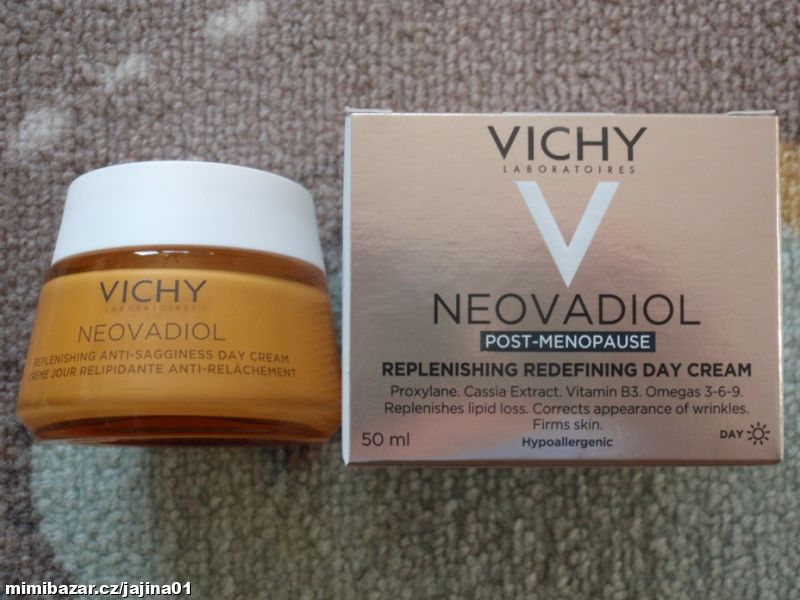 VICHY
LABORATOIRES
NEOVADIOL
REPLENISHING ANTI-SAGGINESS DAY CREAM
CRÈME JOUR RELIPIDANTE ANTI-RELÂCHEMENT
VICHY
LABORATOIRES
V
NEOVADIOL
POST-MENOPAUSE
REPLENISHING REDEFINING DAY CREAM
Proxylane. Cassia Extract. Vitamin B3. Omegas 3-6-9.
Replenishes lipid loss. Corrects appearance of wrinkles.
Firms skin.
50 ml
Hypoallergenic
DAY
mimibazar.cz/jajina01